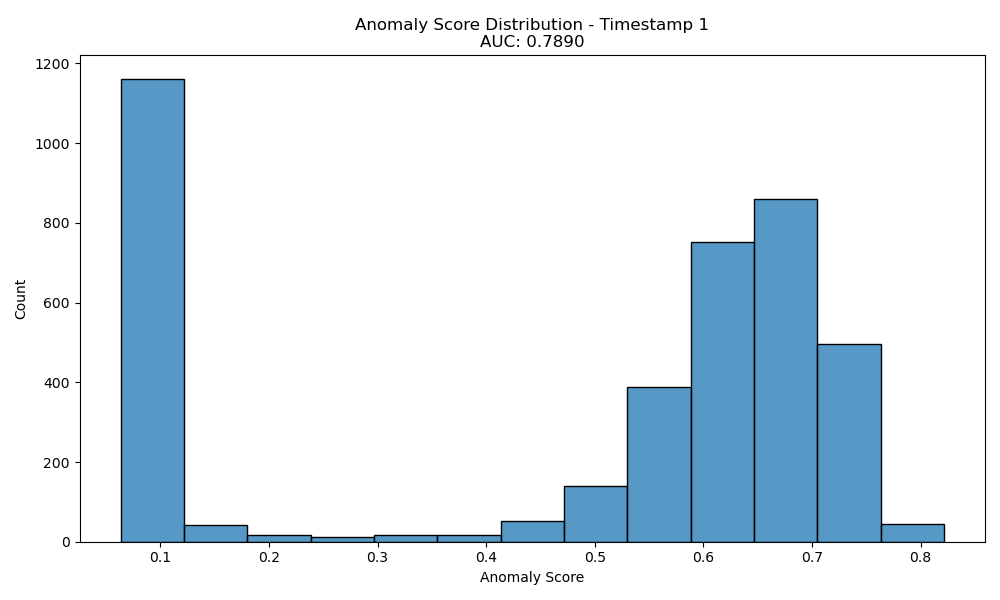 Anomaly Score Distribution - Timestamp 1
AUC: 0.7890
1200
1000
800
600
400
200
0
Count
0.1 0.2 0.3 0.4 0.5 0.6 0.7 0.8
Anomaly Score